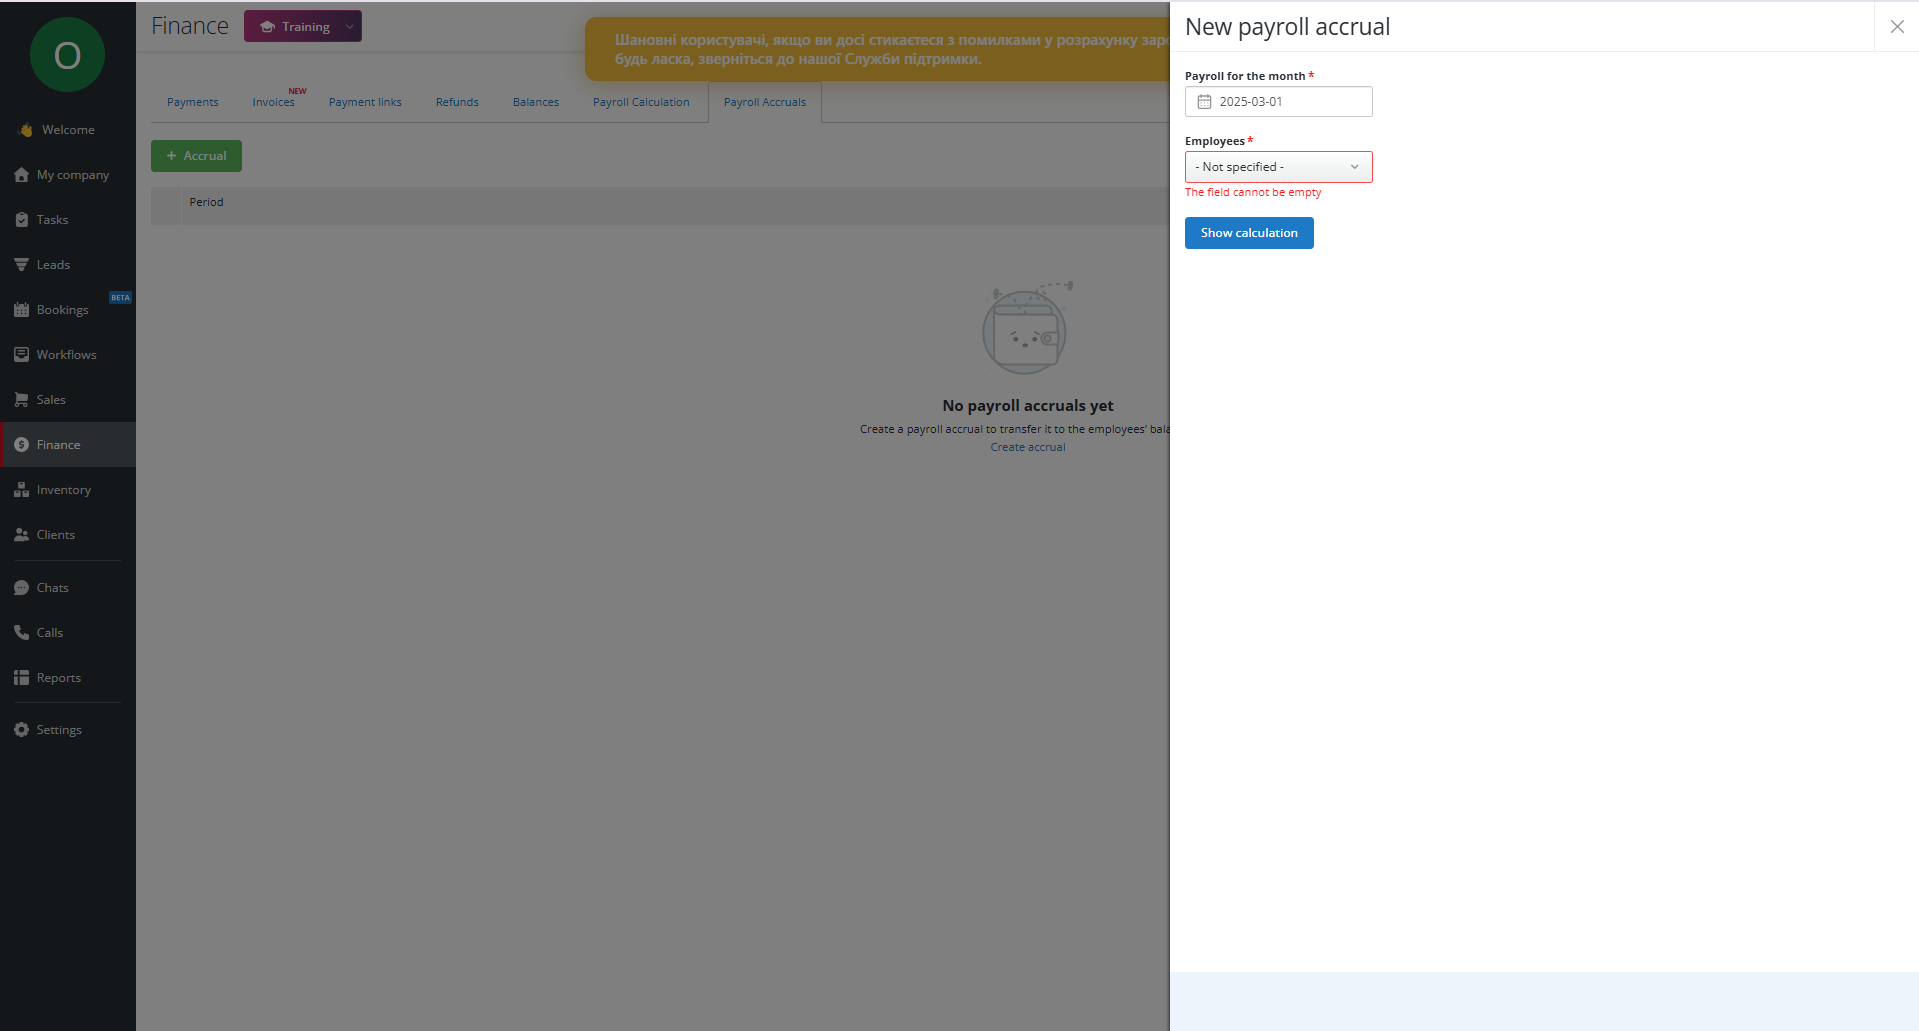 O
Welcome
My company
Tasks
Leads
Bookings
BETA
Workflows
Sales
Finance
Inventory
Clients
Chats
Calls
Reports
Settings
Finance
Training
Шановні користувачі, якщо ви досі стикаєтеся з помилками у розрахунку
будь ласка, зверніться до нашої Служби підтримки.
Payments
Invoices
NEW
Payment links
Refunds
Balances
Payroll Calculation
Payroll Accruals
+ Accrual
Period
No payroll accruals yet
Create a payroll accrual to transfer it to the employees'
Create accrual
New payroll accrual
Payroll for the month *
2025-03-01
Employees *
- Not specified -
The field cannot be empty
Show calculation